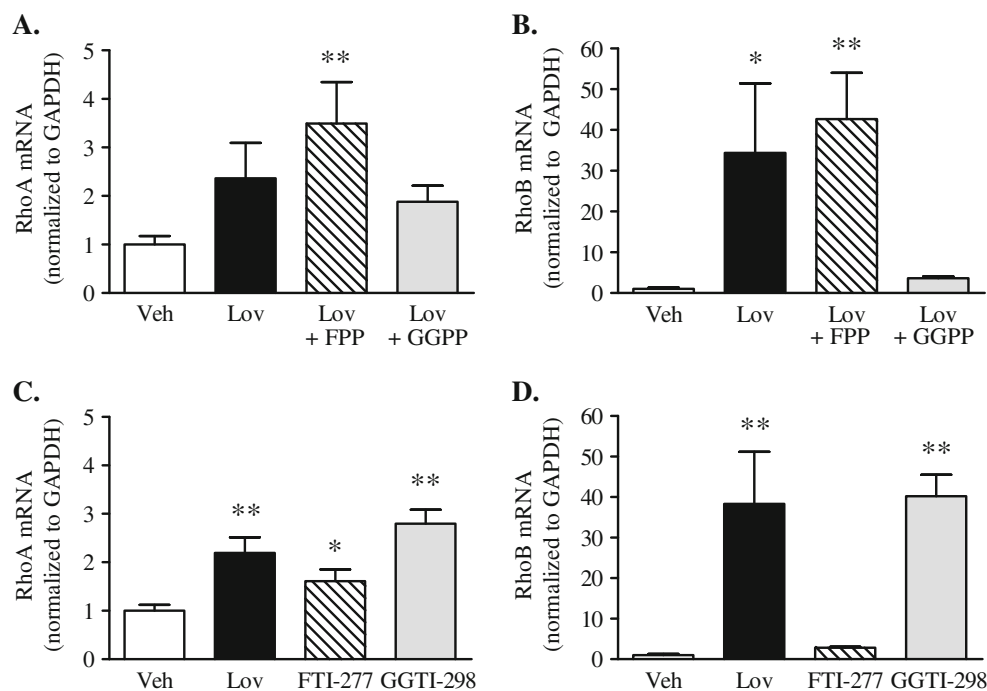 A.
RhoA mRNA
(normalized to GAPDH)
5
4
3
2
1
0
**
Veh
Lov
Lov
+ FPP
Lov
+ GGPP
B.
RhoB mRNA
(normalized to GAPDH)
60
50
40
30
20
10
0
*
**
Veh
Lov
Lov
+ FPP
Lov
+ GGPP
C.
RhoA mRNA
(normalized to GAPDH)
5
4
3
2
1
0
**
*
**
Veh
Lov
FTI-277
GGTI-298
D.
RhoB mRNA
(normalized to GAPDH)
60
50
40
30
20
10
0
**
**
Veh
Lov
FTI-277
GGTI-298